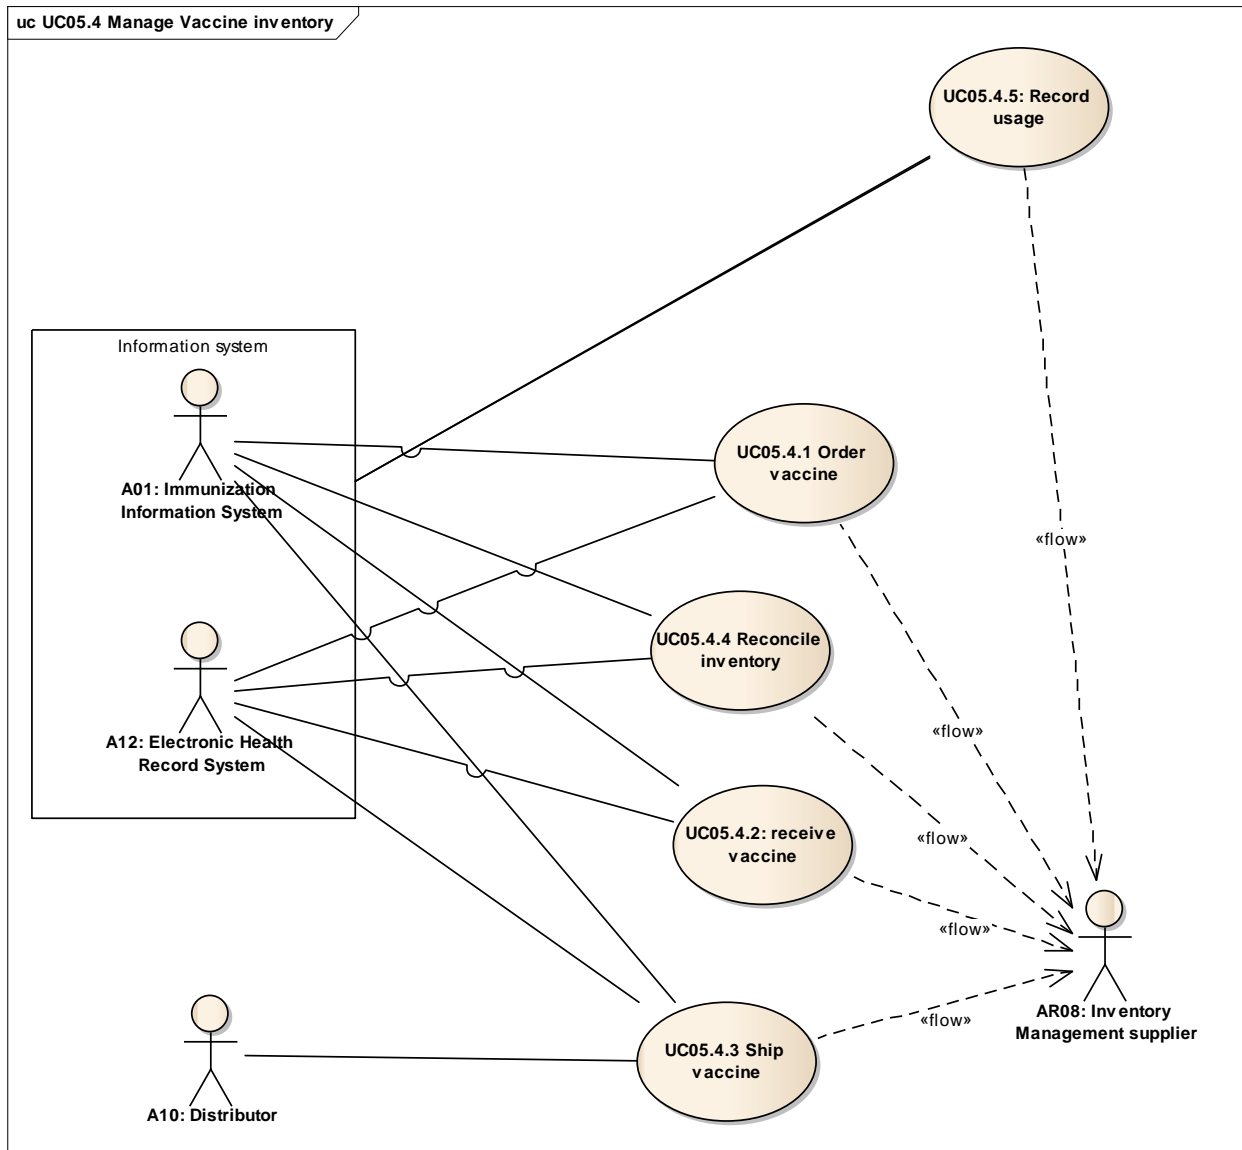 uc UC05.4 Manage Vaccine inventory
UC05.4.5: Record
usage
Information system
A01: Immunization
Information System
UC05.4.1 Order
vaccine
«flow»
UC05.4.4 Reconcile
inventory
A12: Electronic Health
Record System
«flow»
«flow»
UC05.4.2: receive
vaccine
«flow»
A10: Distributor
UC05.4.3 Ship
vaccine
«flow»
AR08: Inventory
Management supplier